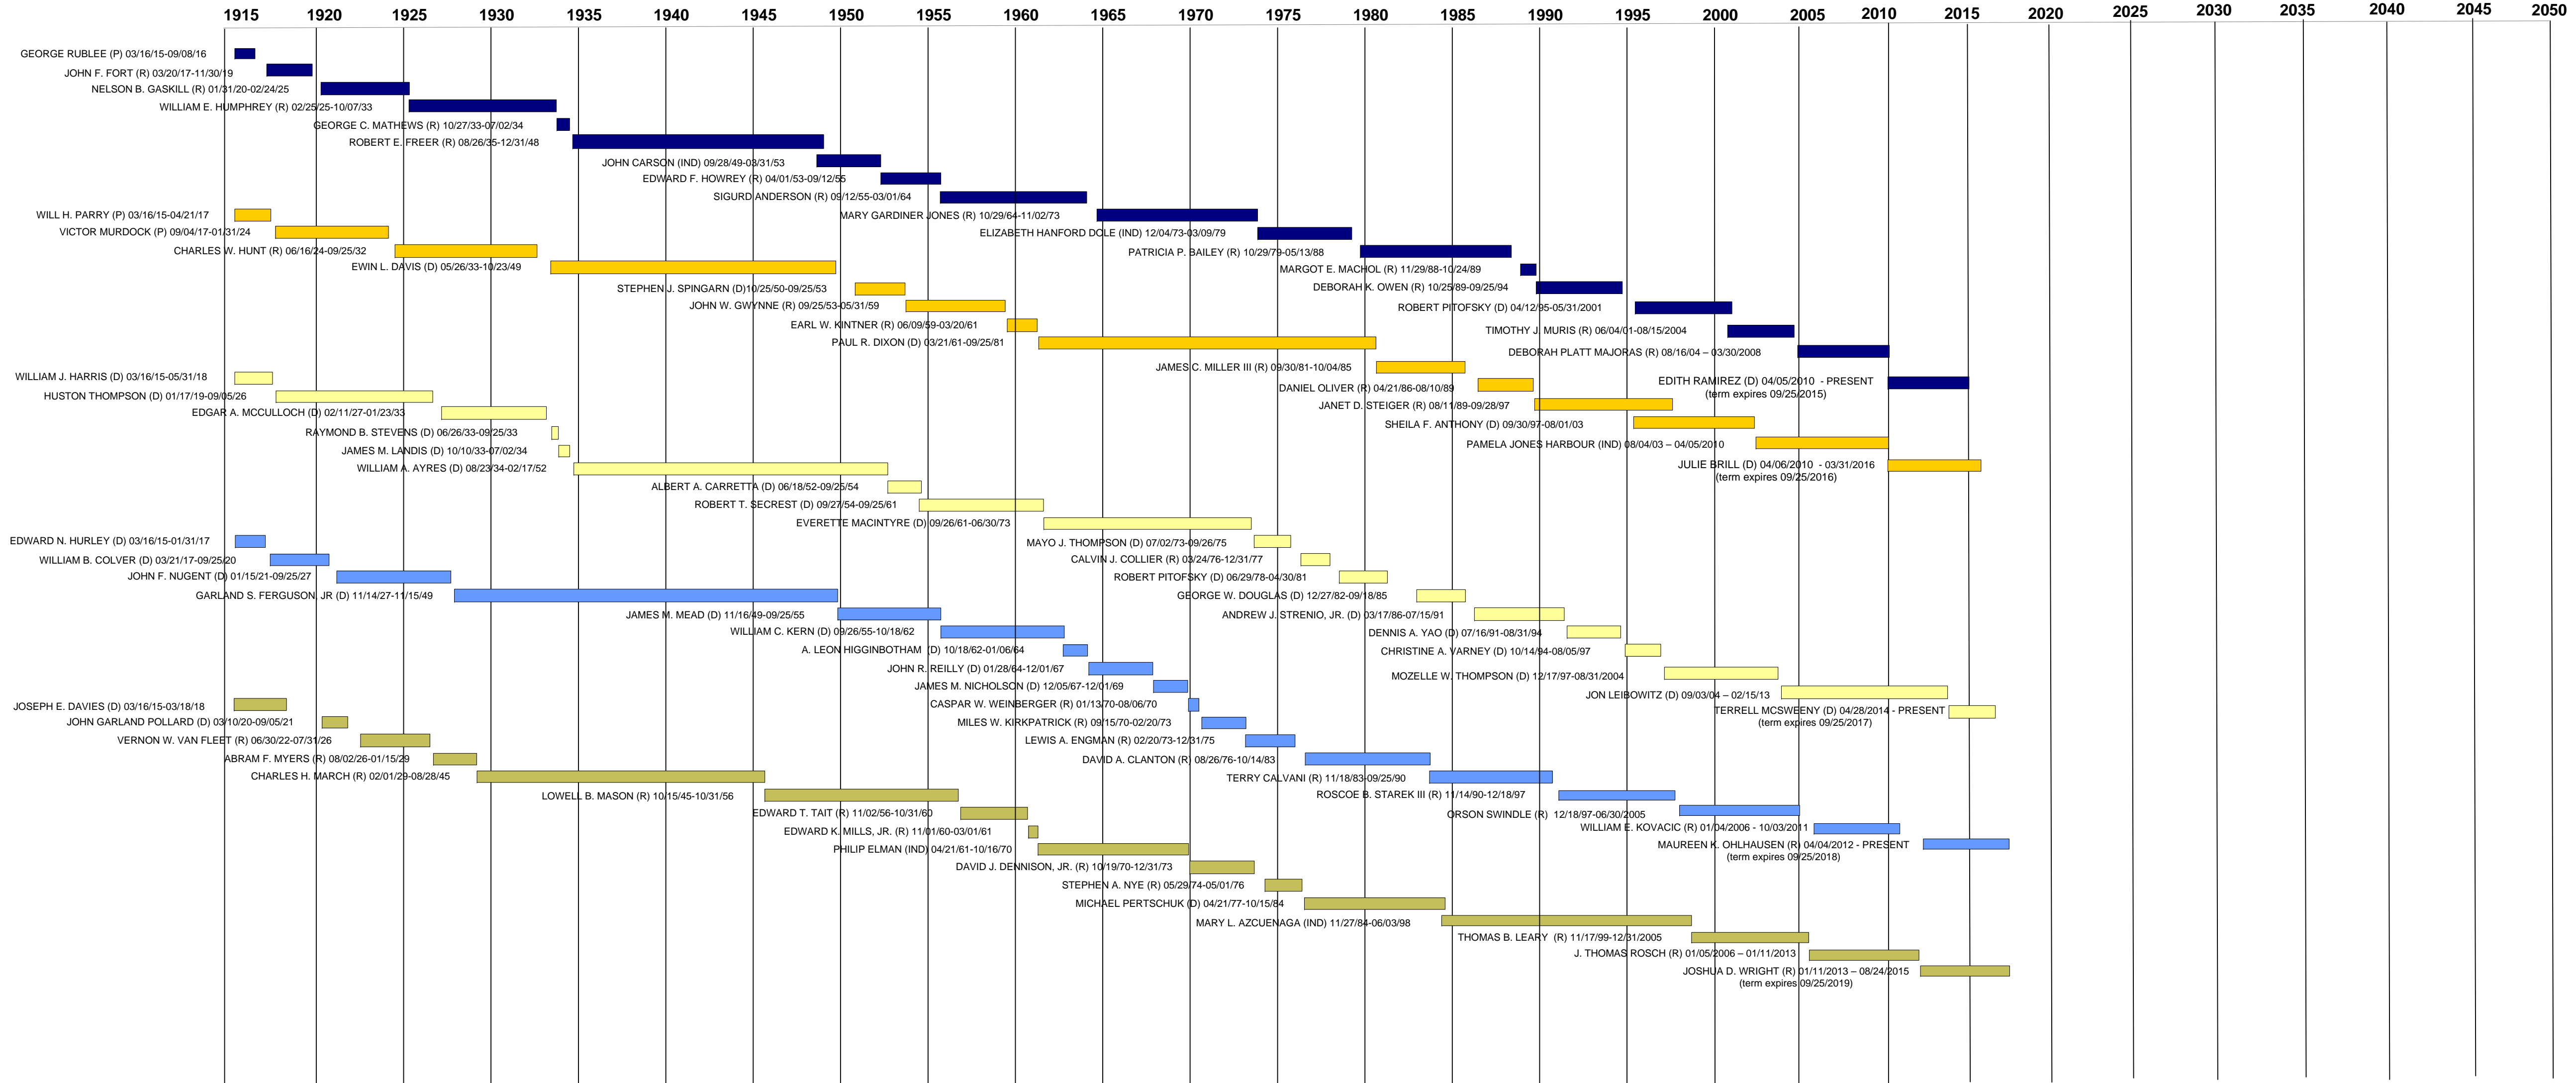 1915 1920 1925 1930 1935 1940 1945 1950 1955 1960 1965 1970 1975 1980 1985 1990 1995 2000 2005 2010 2015 2020 2025 2030 2035 2040 2045 2050
GEORGE RUBLEE (P) 03/16/15-09/08/16
JOHN F. FORT (R) 03/20/17-11/30/19
NELSON B. GASKILL (R) 01/31/20-02/24/25
WILLIAM E. HUMPHREY (R) 02/25/25-10/07/33
GEORGE C. MATHEWS (R) 10/27/33-07/02/34
ROBERT E. FREER (R) 08/26/35-12/31/48
JOHN CARSON (IND) 09/28/49-03/31/53
EDWARD F. HOWREY (R) 04/01/53-09/12/55
SIGURD ANDERSON (R) 09/12/55-03/01/64
MARY GARDINER JONES (R) 10/29/64-11/02/73
ELIZABETH HANFORD DOLE (IND) 12/04/73-03/09/79
PATRICIA P. BAILEY (R) 10/29/79-05/13/88
MARGOT E. MACHOL (R) 11/29/88-10/24/89
DEBORAH K. OWEN (R) 10/25/89-09/25/94
ROBERT PITOFSKY (D) 04/12/95-05/31/2001
TIMOTHY J. MURIS (R) 06/04/01-08/15/2004
DEBORAH PLATT MAJORAS (R) 08/16/04 – 03/30/2008
EDITH RAMIREZ (D) 04/05/2010 - PRESENT
(term expires 09/25/2015)
WILL H. PARRY (P) 03/16/15-04/21/17
VICTOR MURDOCK (P) 09/04/17-01/31/24
CHARLES W. HUNT (R) 06/16/24-09/25/32
EWIN L. DAVIS (D) 05/26/33-10/23/49
STEPHEN J. SPINGARN (D)10/25/50-09/25/53
JOHN W. GWYNNE (R) 09/25/53-05/31/59
EARL W. KINTNER (R) 06/09/59-03/20/61
PAUL R. DIXON (D) 03/21/61-09/25/81
JAMES C. MILLER III (R) 09/30/81-10/04/85
DANIEL OLIVER (R) 04/21/86-08/10/89
JANET D. STEIGER (R) 08/11/89-09/28/97
SHEILA F. ANTHONY (D) 09/30/97-08/01/03
PAMELA JONES HARBOUR (IND) 08/04/03 – 04/05/2010
JULIE BRILL (D) 04/06/2010 - 03/31/2016
(term expires 09/25/2016)
WILLIAM J. HARRIS (D) 03/16/15-05/31/18
HUSTON THOMPSON (D) 01/17/19-09/05/26
EDGAR A. MCCULLOCH (D) 02/11/27-01/23/33
RAYMOND B. STEVENS (D) 06/26/33-09/25/33
JAMES M. LANDIS (D) 10/10/33-07/02/34
WILLIAM A. AYRES (D) 08/23/34-02/17/52
ALBERT A. CARRETTA (D) 06/18/52-09/25/54
ROBERT T. SECREST (D) 09/27/54-09/25/61
EVERETTE MACINTYRE (D) 09/26/61-06/30/73
MAYO J. THOMPSON (D) 07/02/73-09/26/75
CALVIN J. COLLIER (R) 03/24/76-12/31/77
ROBERT PITOFSKY (D) 06/29/78-04/30/81
GEORGE W. DOUGLAS (D) 12/27/82-09/18/85
ANDREW J. STRENIO, JR. (D) 03/17/86-07/15/91
DENNIS A. YAO (D) 07/16/91-08/31/94
CHRISTINE A. VARNEY (D) 10/14/94-08/05/97
MOZELLE W. THOMPSON (D) 12/17/97-08/31/2004
JON LEIBOWITZ (D) 09/03/04 – 02/15/13
TERRELL MCSWEENY (D) 04/28/2014 - PRESENT
(term expires 09/25/2017)
EDWARD N. HURLEY (D) 03/16/15-01/31/17
WILLIAM B. COLVER (D) 03/21/17-09/25/20
JOHN F. NUGENT (D) 01/15/21-09/25/27
GARLAND S. FERGUSON, JR (D) 11/14/27-11/15/49
JAMES M. MEAD (D) 11/16/49-09/25/55
WILLIAM C. KERN (D) 09/26/55-10/18/62
A. LEON HIGGINBOTHAM (D) 10/18/62-01/06/64
JOHN R. REILLY (D) 01/28/64-12/01/67
JAMES M. NICHOLSON (D) 12/05/67-12/01/69
CASPAR W. WEINBERGER (R) 01/13/70-08/06/70
MILES W. KIRKPATRICK (R) 09/15/70-02/20/73
LEWIS A. ENGMAN (R) 02/20/73-12/31/75
DAVID A. CLANTON (R) 08/26/76-10/14/83
TERRY CALVANI (R) 11/18/83-09/25/90
ROSCOE B. STAREK III (R) 11/14/90-12/18/97
ORSON SWINDLE (R) 12/18/97-06/30/2005
WILLIAM E. KOVACIC (R) 01/04/2006 - 10/03/2011
MAUREEN K. OHLHAUSEN (R) 04/04/2012 - PRESENT
(term expires 09/25/2018)
JOSEPH E. DAVIES (D) 03/16/15-03/18/18
JOHN GARLAND POLLARD (D) 03/10/20-09/05/21
VERNON W. VAN FLEET (R) 06/30/22-07/31/26
ABRAM F. MYERS (R) 08/02/26-01/15/29
CHARLES H. MARCH (R) 02/01/29-08/28/45
LOWELL B. MASON (R) 10/15/45-10/31/56
EDWARD T. TAIT (R) 11/02/56-10/31/60
EDWARD K. MILLS, JR. (R) 11/01/60-03/01/61
PHILIP ELMAN (IND) 04/21/61-10/16/70
DAVID J. DENNISON, JR. (R) 10/19/70-12/31/73
STEPHEN A. NYE (R) 05/29/74-05/01/76
MICHAEL PERTSCHUK (D) 04/21/77-10/15/84
MARY L. AZCUENAGA (IND) 11/27/84-06/03/98
THOMAS B. LEARY (R) 11/17/99-12/31/2005
J. THOMAS ROSCH (R) 01/05/2006 – 01/11/2013
JOSHUA D. WRIGHT (R) 01/11/2013 – 08/24/2015
(term expires 09/25/2019)